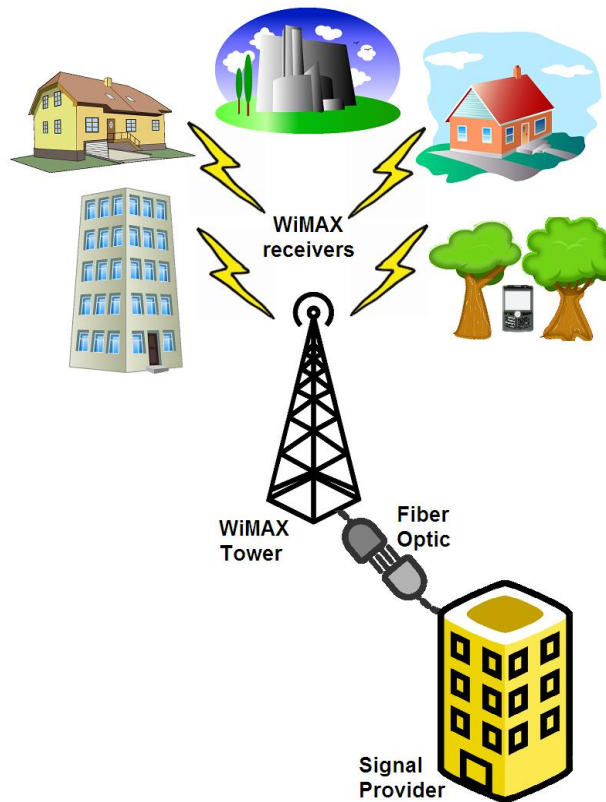 WiMAX
receivers
WiMAX
Tower
Fiber
Optic
Signal
Provider